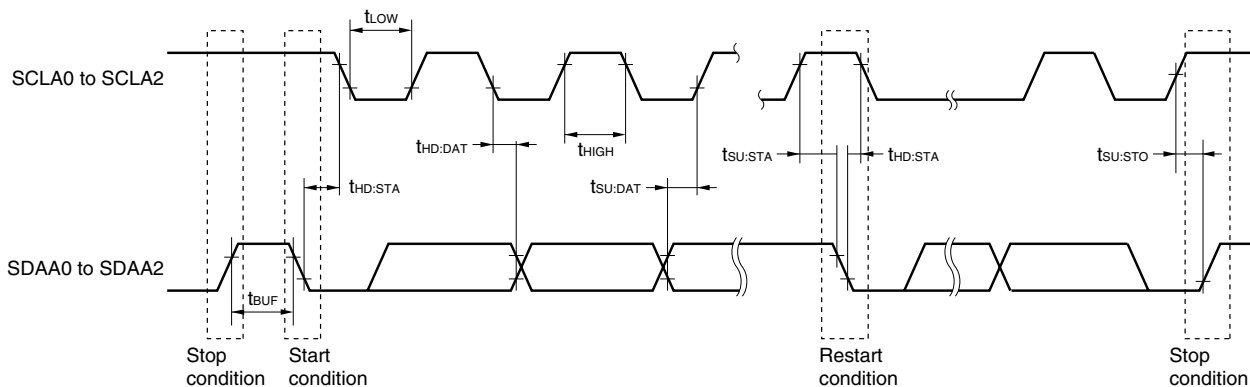 tLOW
SCLA0 to SCLA2
tHD:DAT
tHIGH
tSU:STA
tHD:STA
tSU:STO
tHD:STA
tSU:DAT
SDAA0 to SDAA2
tBUF
Stop
condition
Start
condition
Restart
condition
Stop
condition